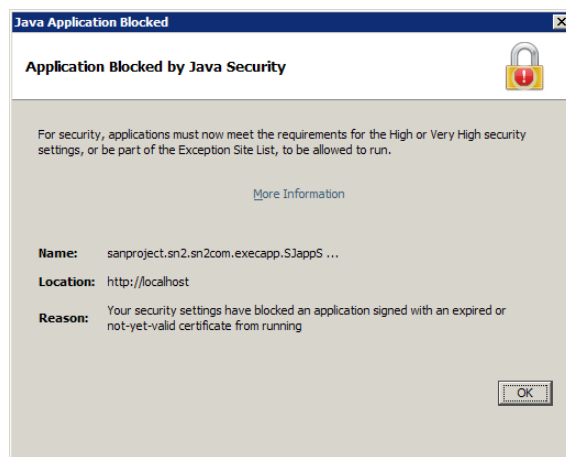 Java Application Blocked
Application Blocked by Java Security
For security, applications must now meet the requirements for the High or Very High security
settings, or be part of the Exception Site List, to be allowed to run.
More Information
Name: sanproject.sn2.sn2com.execapp.SJappS ...
Location: http://localhost
Reason: Your security settings have blocked an application signed with an expired or
not-yet-valid certificate from running
OK